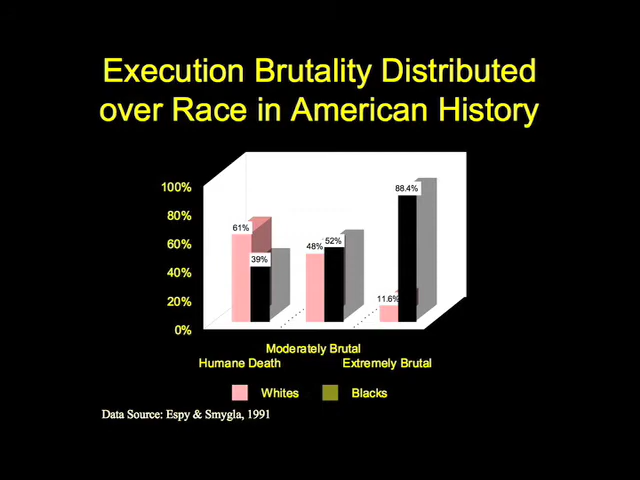 Execution Brutality Distributed
over Race in American History
100%
80%
60%
40%
20%
0%
61%
39%
48%
52%
11.6%
88.4%
Moderately Brutal
Humane Death Extremely Brutal
Whites Blacks
Data Source: Espy & Smygla, 1991